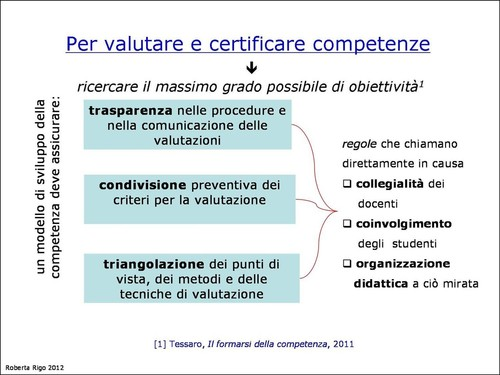 Per valutare e certificare competenze
🡻
ricercare il massimo grado possibile di obiettività1
un modello di sviluppo della
competenza deve assicurare:
trasparenza nelle procedure e
nella comunicazione delle
valutazioni
condivisione preventiva dei
criteri per la valutazione
triangolazione dei punti di
vista, dei metodi e delle
tecniche di valutazione
regole che chiamano
direttamente in causa
❑ collegialità dei
docenti
❑ coinvolgimento
degli studenti
❑ organizzazione
didattica a ciò mirata
[1] Tessaro, Il formarsi della competenza, 2011
Roberta Rigo 2012